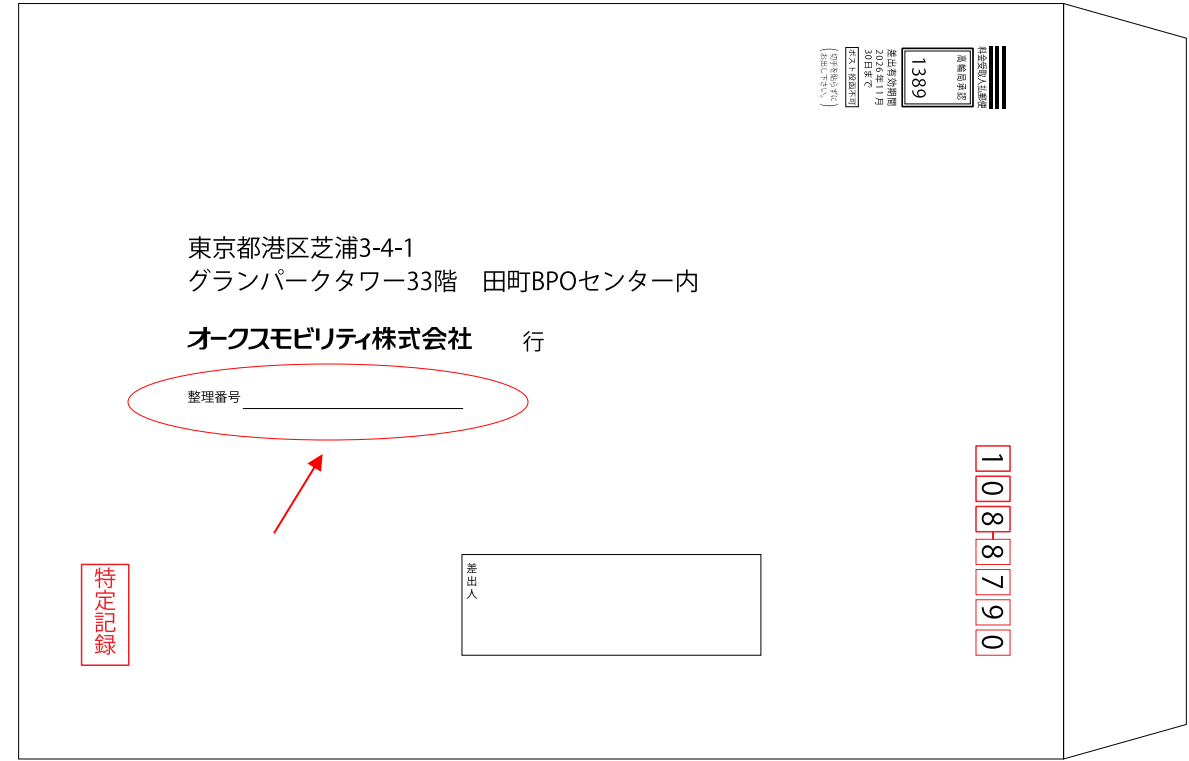 料金受取人払郵便
高輪局承認
1389
差出有効期間
2026年11月
30日まで
ポスト投函不可
(切手を貼らずに
お出し下さい。)
東京都港区芝浦3-4-1
グランパークタワー33階　田町BPOセンター内
オークスモビリティ株式会社　行
整理番号
108-8790
差出人
特定記録